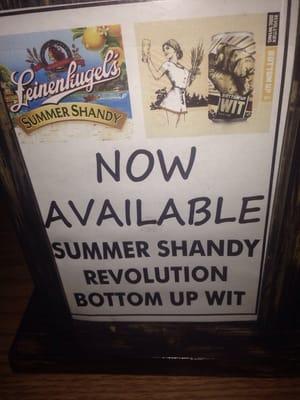 Leinenkugel's
SUMMER SHANDY
WIT
NOW
AVAILABLE
SUMMER SHANDY
REVOLUTION
BOTTOM UP WIT